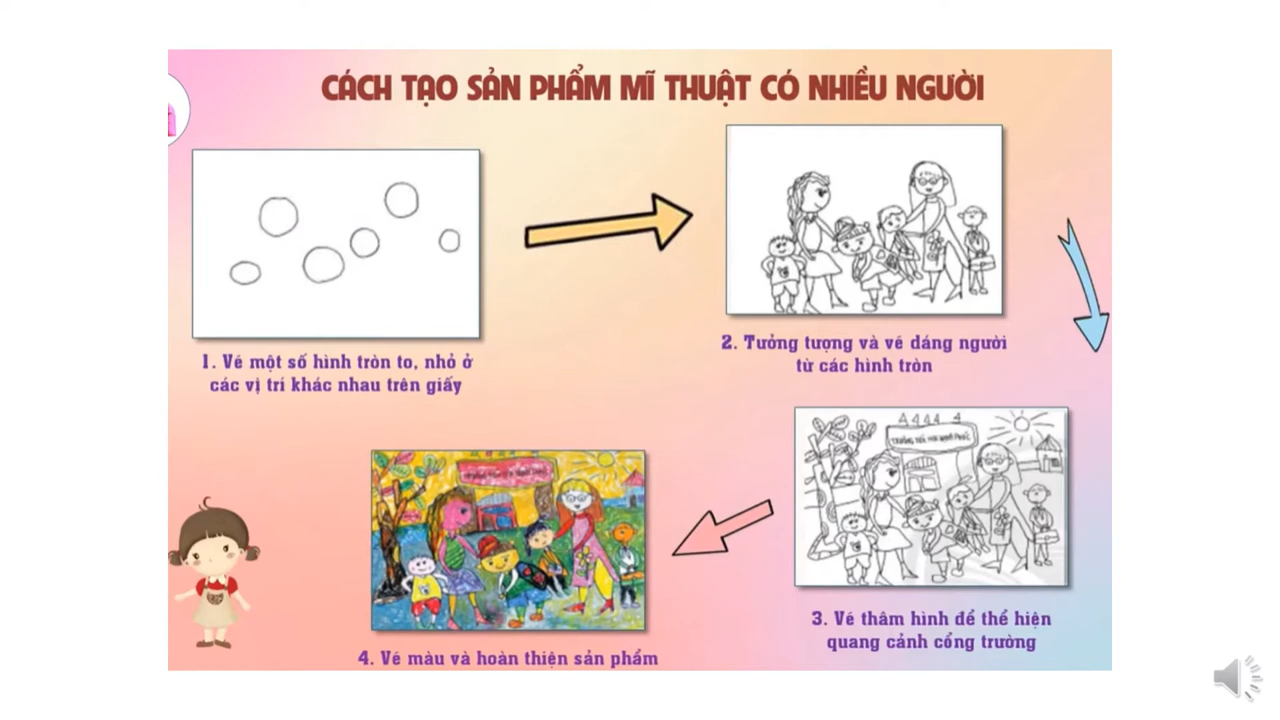 CÁCH TẠO SẢN PHẨM MĨ THUẬT CÓ NHIỀU NGƯỜI
1. Vẽ một số hình tròn to, nhỏ ở
các vị trí khác nhau trên giấy
2. Tưởng tượng và vẽ dáng người
từ các hình tròn
3. Vẽ thêm hình để thể hiện
quang cảnh cổng trường
4. Vẽ màu và hoàn thiện sản phẩm